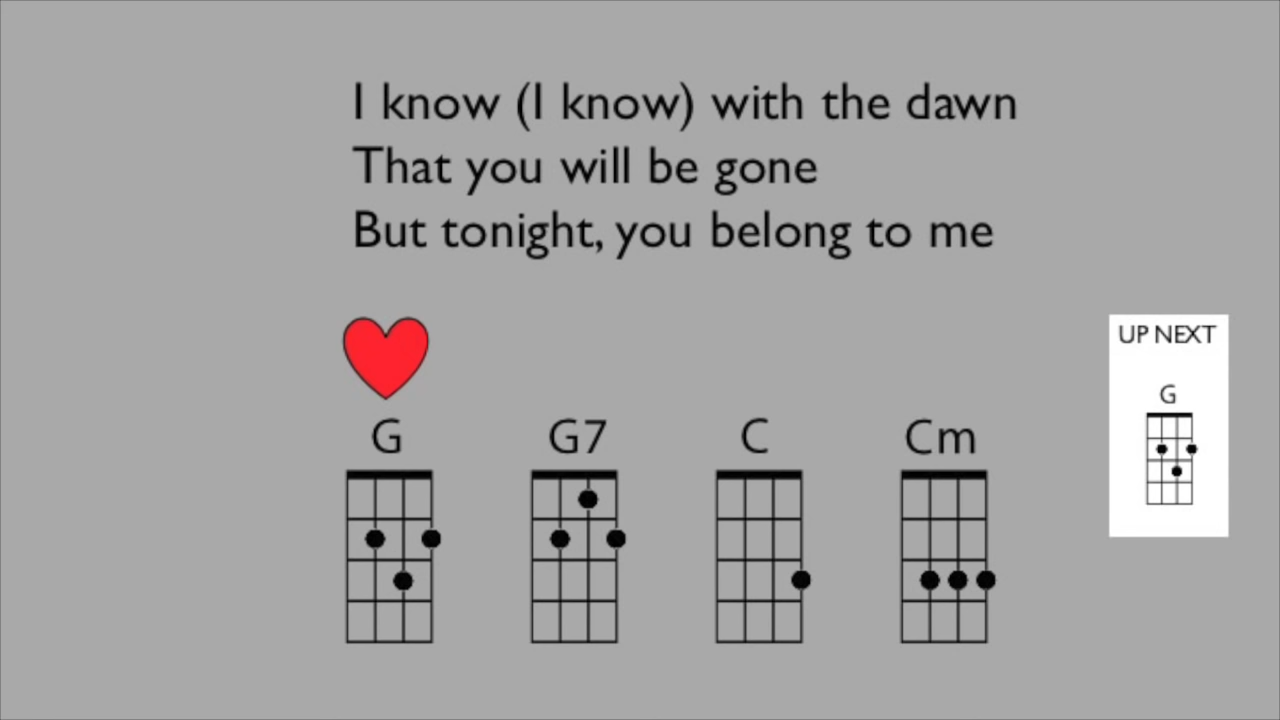 I know (I know) with the dawn
That you will be gone
But tonight, you belong to me
UP NEXT
G
G G7 C Cm